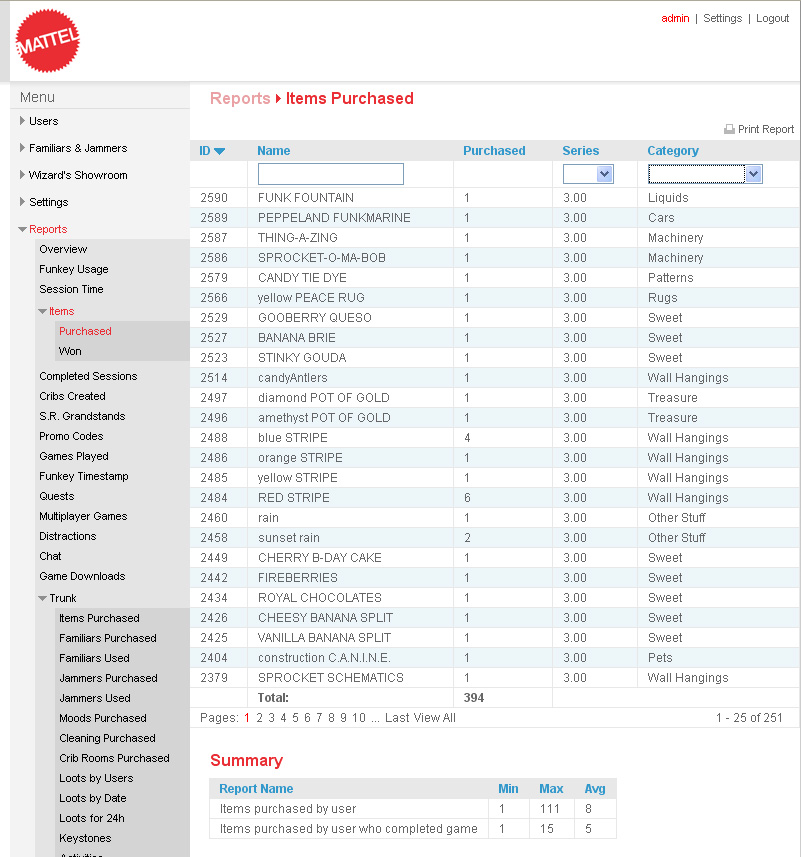 MATTEL
admin | Settings | Logout
Menu
Users
Familiars & Jammers
Wizard's Showroom
Settings
Reports
Overview
Funkey Usage
Session Time
Items
Purchased
Won
Completed Sessions
Cribs Created
S.R. Grandstands
Promo Codes
Games Played
Funkey Timestamp
Quests
Multiplayer Games
Distractions
Chat
Game Downloads
Trunk
Items Purchased
Familiars Purchased
Familiars Used
Jammers Purchased
Jammers Used
Moods Purchased
Cleaning Purchased
Crib Rooms Purchased
Loots by Users
Loots by Date
Loots for 24h
Keystones
Activities
Reports Items Purchased
Print Report
ID Name Purchased Series Category
2590 FUNK FOUNTAIN 1 3.00 Liquids
2589 PEPPELAND FUNKMARINE 1 3.00 Cars
2587 THING-A-ZING 1 3.00 Machinery
2586 SPROCKET-O-MA-BOB 1 3.00 Machinery
2579 CANDY TIE DYE 1 3.00 Patterns
2566 yellow PEACE RUG 1 3.00 Rugs
2529 GOOBERRY QUESO 1 3.00 Sweet
2527 BANANA BRIE 1 3.00 Sweet
2523 STINKY GOUDA 1 3.00 Sweet
2514 candyAntlers 1 3.00 Wall Hangings
2497 diamond POT OF GOLD 1 3.00 Treasure
2496 amethyst POT OF GOLD 1 3.00 Treasure
2488 blue STRIPE 4 3.00 Wall Hangings
2486 orange STRIPE 1 3.00 Wall Hangings
2485 yellow STRIPE 1 3.00 Wall Hangings
2484 RED STRIPE 6 3.00 Wall Hangings
2460 rain 1 3.00 Other Stuff
2458 sunset rain 2 3.00 Other Stuff
2449 CHERRY B-DAY CAKE 1 3.00 Sweet
2442 FIREBERRIES 1 3.00 Sweet
2434 ROYAL CHOCOLATES 1 3.00 Sweet
2426 CHEESY BANANA SPLIT 1 3.00 Sweet
2425 VANILLA BANANA SPLIT 1 3.00 Sweet
2404 construction C.A.N.I.N.E. 1 3.00 Pets
2379 SPROCKET SCHEMATICS 1 3.00 Wall Hangings
Total: 394
Pages: 1 2 3 4 5 6 7 8 9 10 ... Last View All 1 - 25 of 251
Summary
Report Name Min Max Avg
Items purchased by user 1 111 8
Items purchased by user who completed game 1 15 5